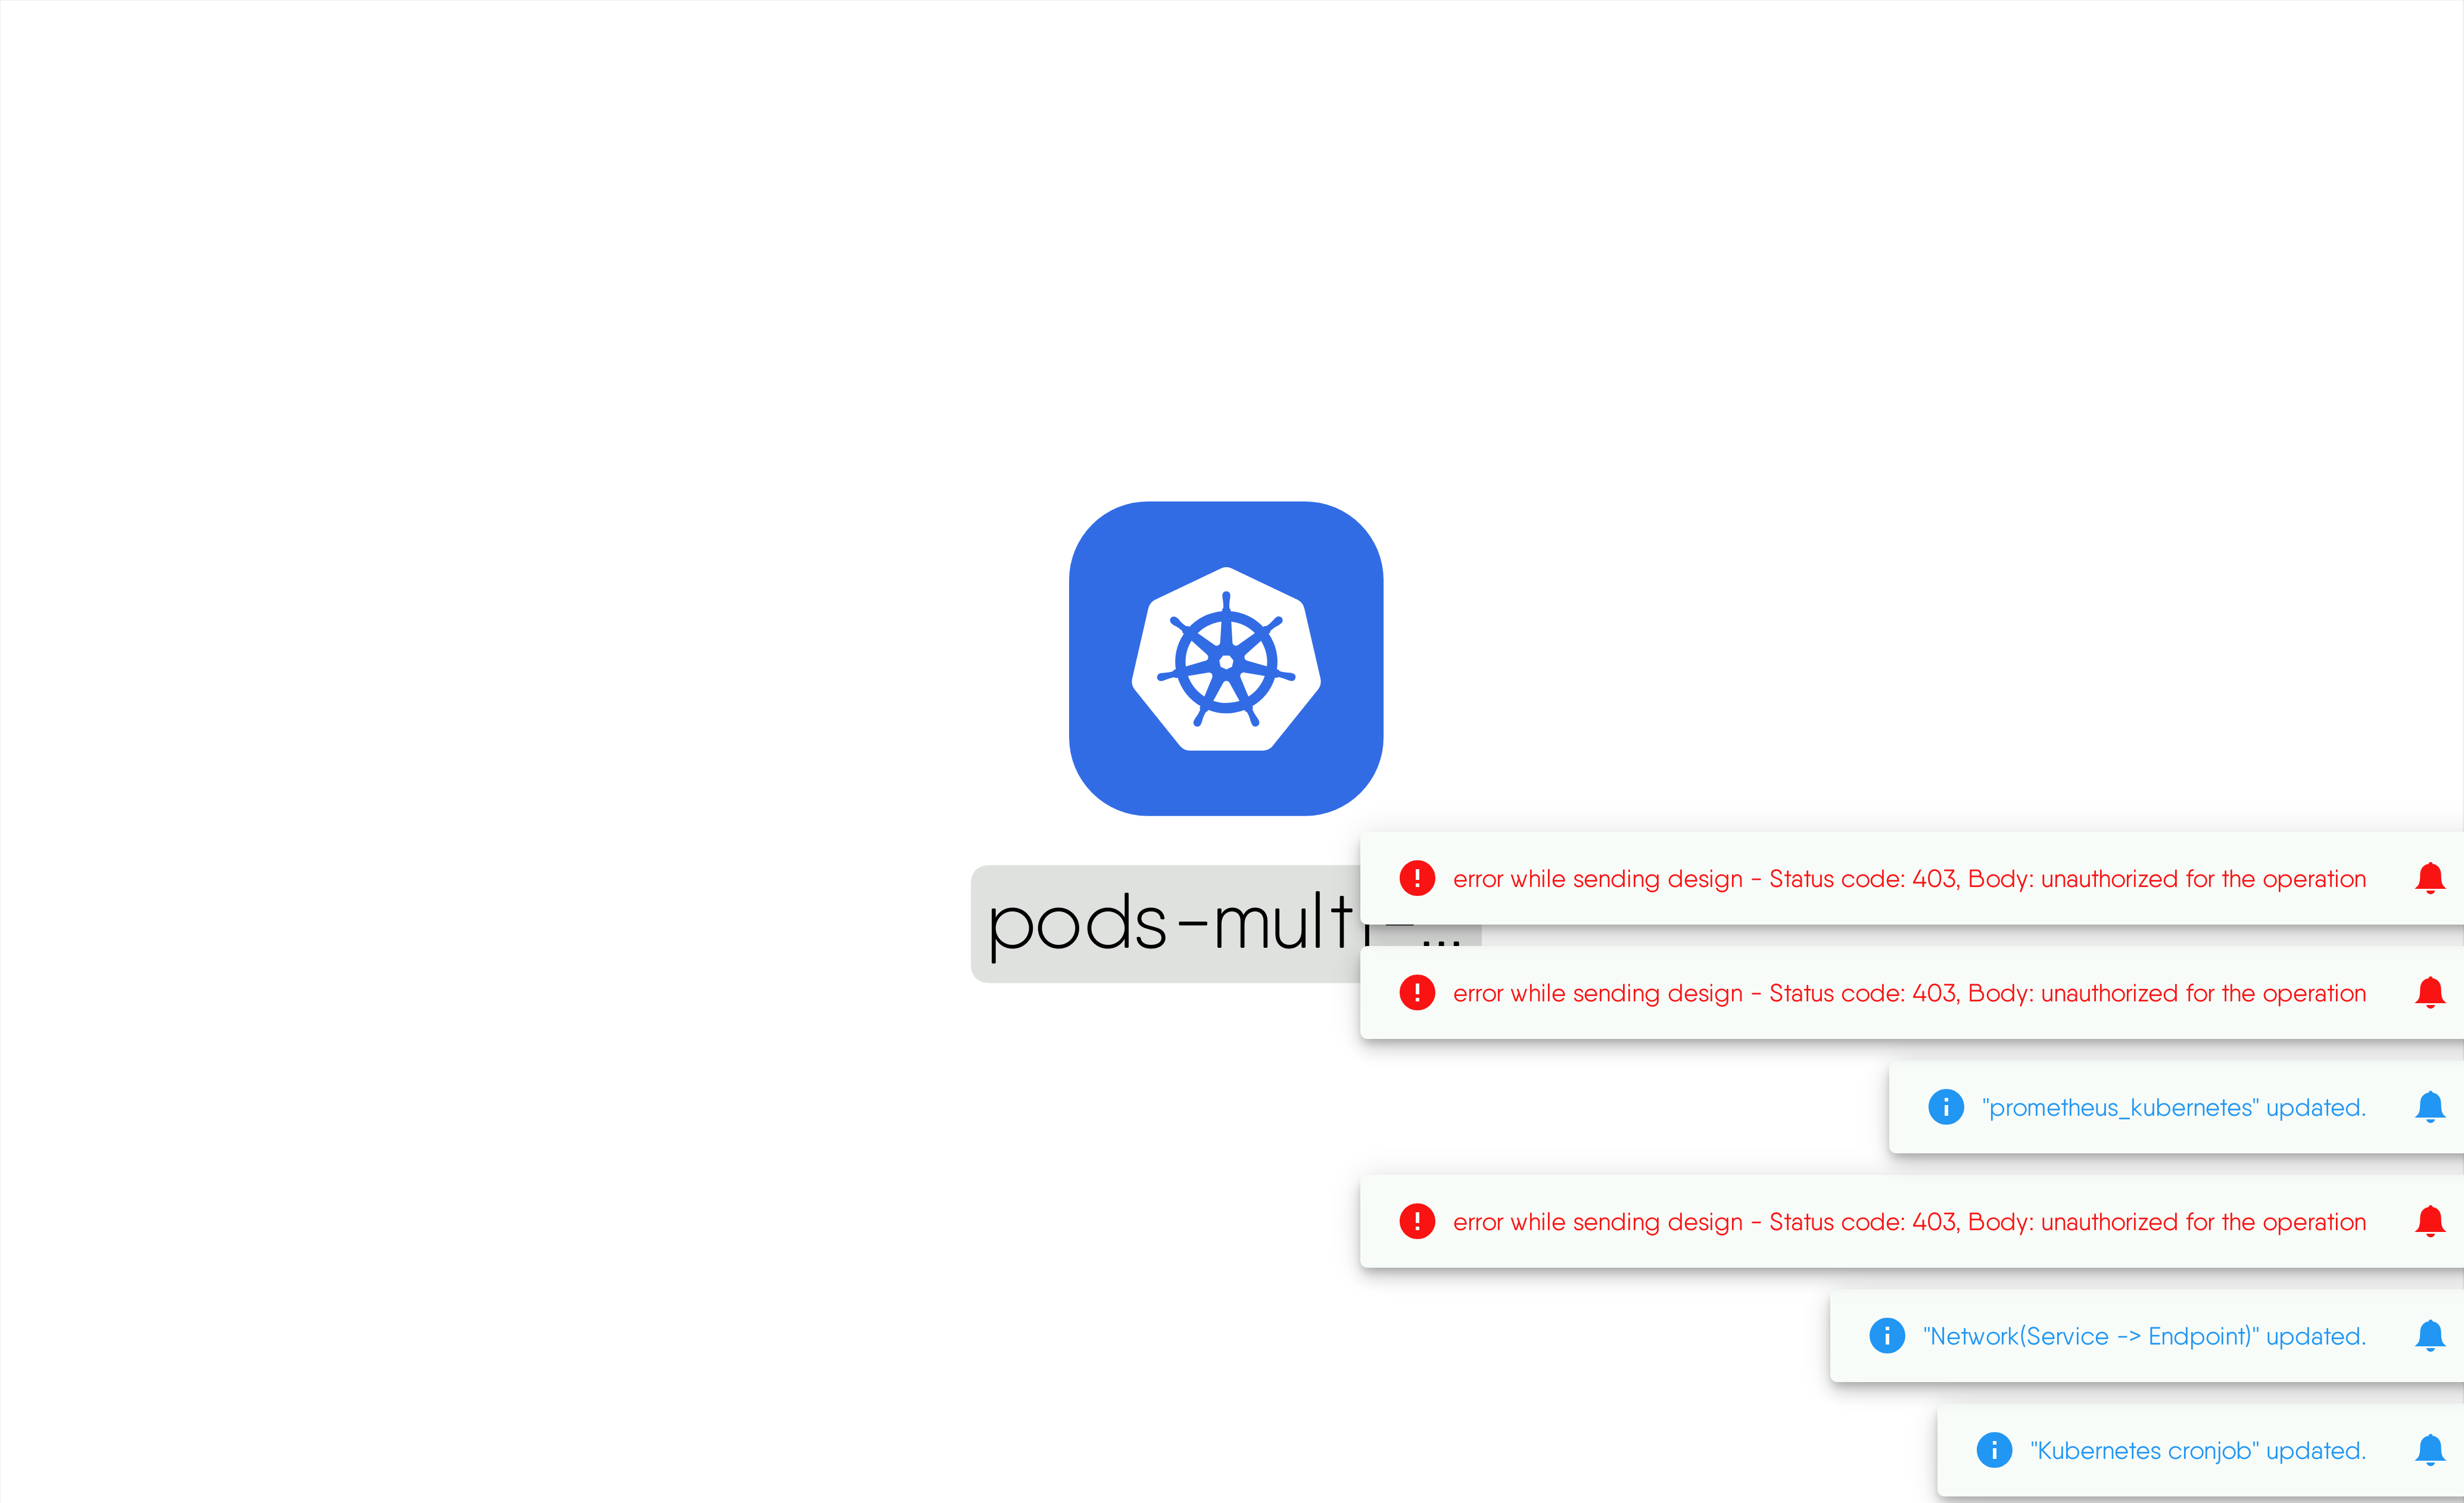 pods-multi-...
error while sending design - Status code: 403, Body: unauthorized for the operation
error while sending design - Status code: 403, Body: unauthorized for the operation
"prometheus_kubernetes" updated.
error while sending design - Status code: 403, Body: unauthorized for the operation
"Network(Service -> Endpoint)" updated.
"Kubernetes cronjob" updated.